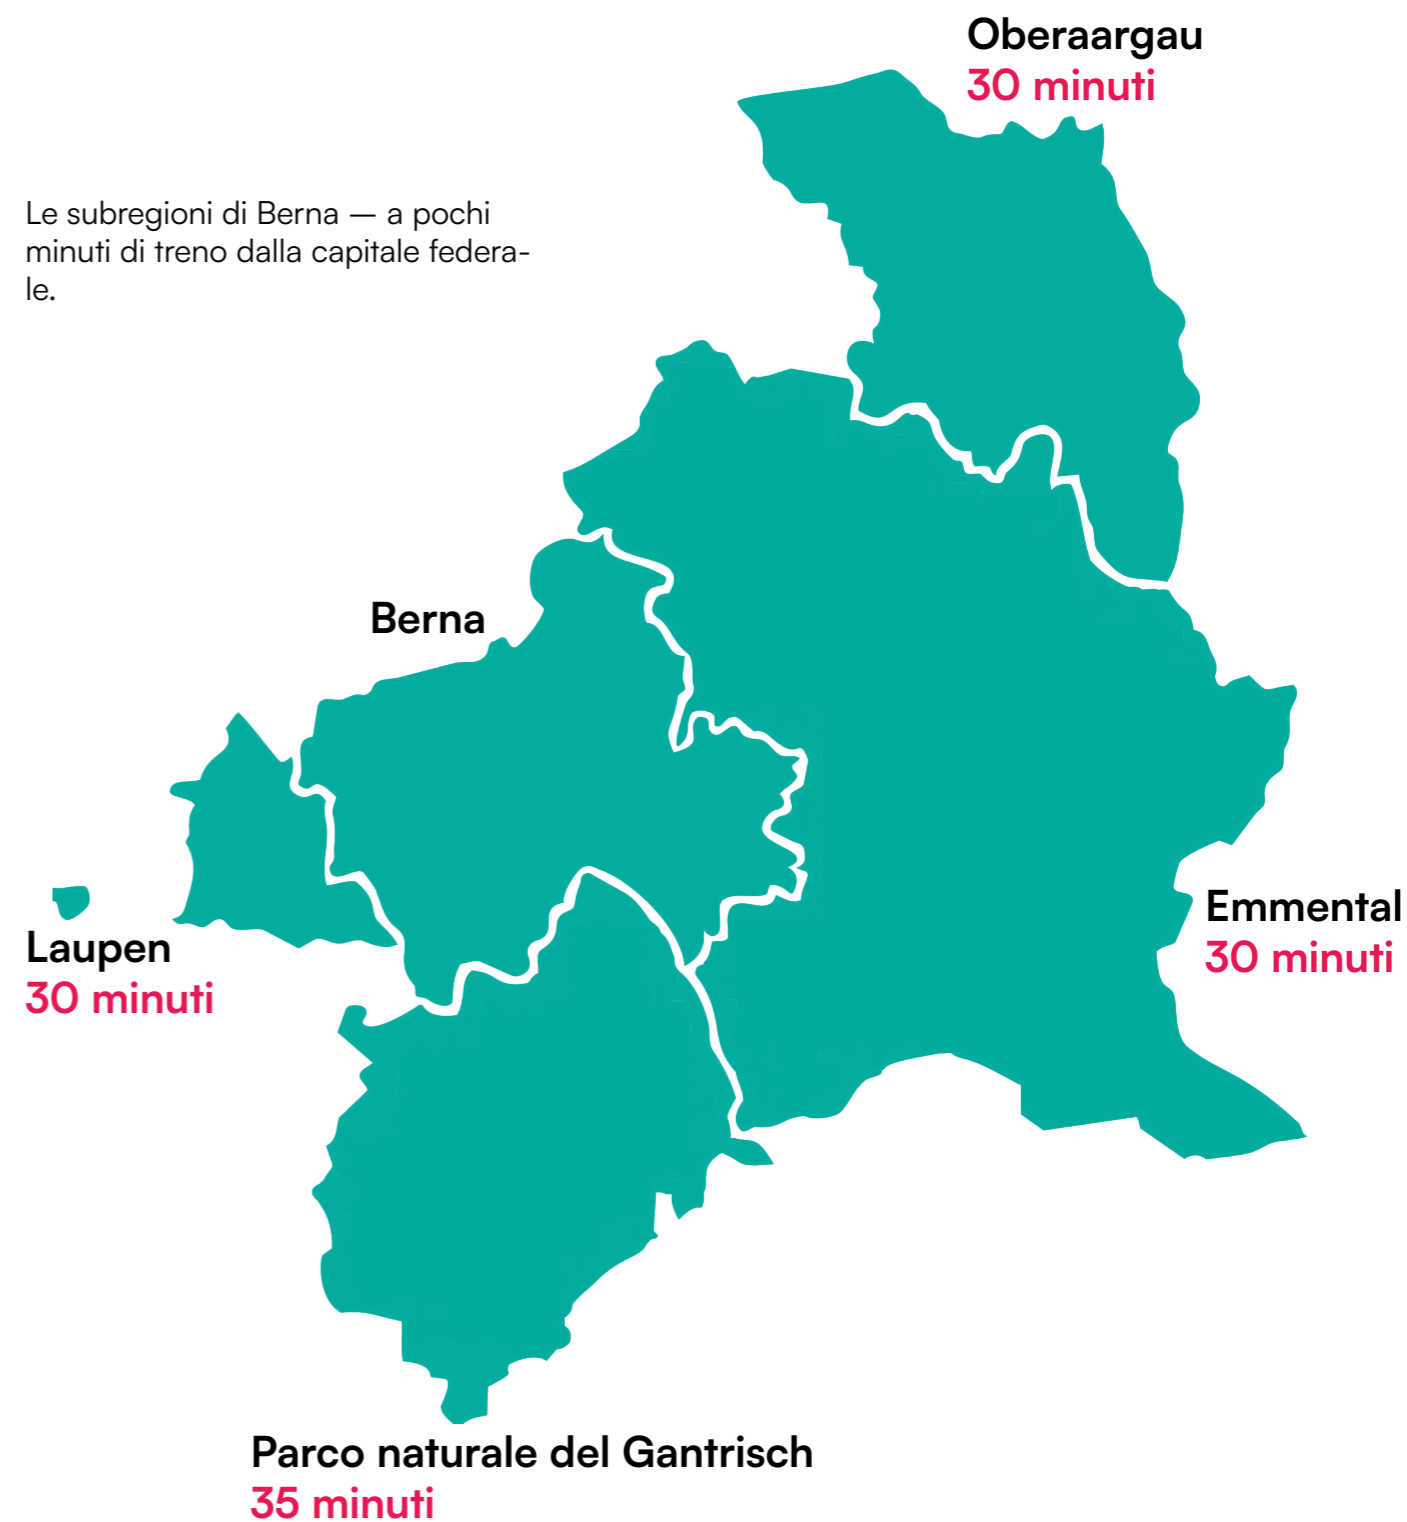 Oberaargau
30 minuti
Le subregioni di Berna — a pochi
minuti di treno dalla capitale federa-
le.
Berna
Emmental
30 minuti
Laupen
30 minuti
Parco naturale del Gantrisch
35 minuti